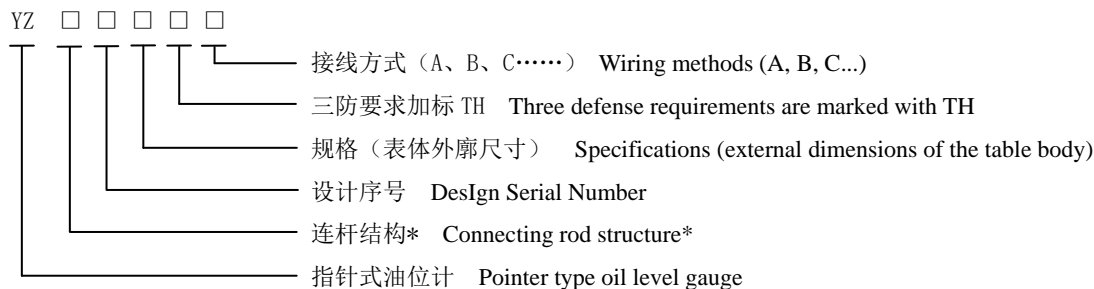 YZ □ □ □ □ □
接线方式（A、B、C……） Wiring methods (A, B, C...)
三防要求加标 TH Three defense requirements are marked with TH
规格（表体外廓尺寸） Specifications (external dimensions of the table body)
设计序号 DesIgn Serial Number
连杆结构* Connecting rod structure*
指针式油位计 Pointer type oil level gauge